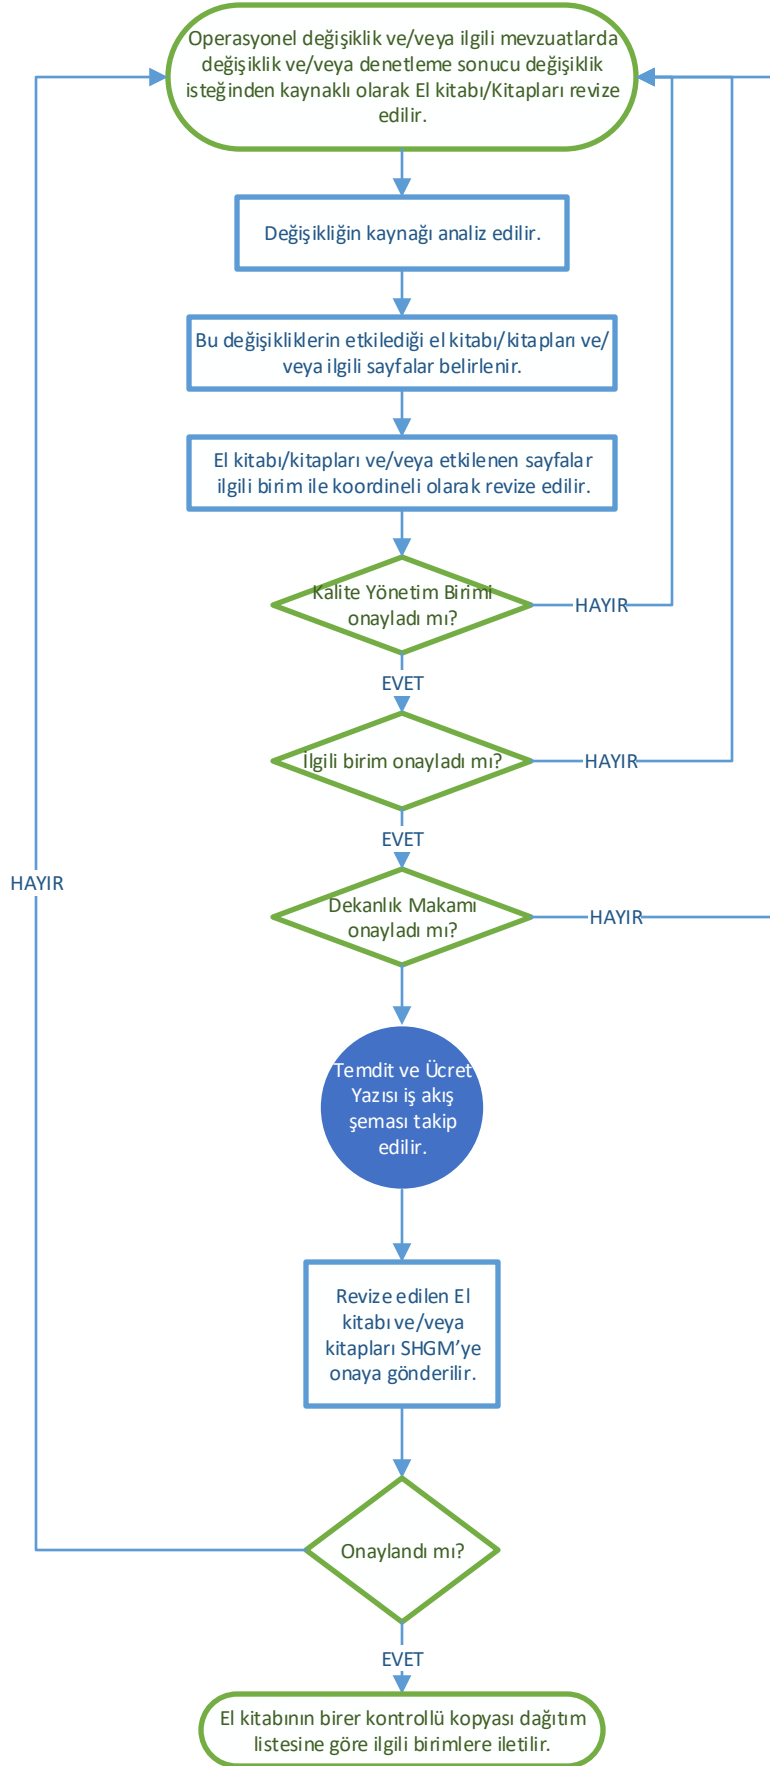 Operasyonel değişiklik ve/veya ilgili mevzuatlarda
değişiklik ve/veya denetleme sonucu değişiklik
isteğinden kaynaklı olarak El kitabı/Kitapları revize
edilir.
Değişikliğin kaynağı analiz edilir.
Bu değişikliklerin etkilediği el kitabı/kitapları ve/
veya ilgili sayfalar belirlenir.
El kitabı/kitapları ve/veya etkilenen sayfalar
ilgili birim ile koordineli olarak revize edilir.
Kalite Yönetim Birimi
onayladı mı?
HAYIR
EVET
İlgili birim onayladı mı?
HAYIR
EVET
HAYIR
Dekanlık Makamı
onayladı mı?
HAYIR
Temdit ve Ücret
Yazısı iş akış
şeması takip
edilir.
Revize edilen El
kitabı ve/veya
kitapları SHGM’ye
onaya gönderilir.
Onaylandı mı?
EVET
El kitabının birer kontrollü kopyası dağıtım
listesine göre ilgili birimlere iletilir.